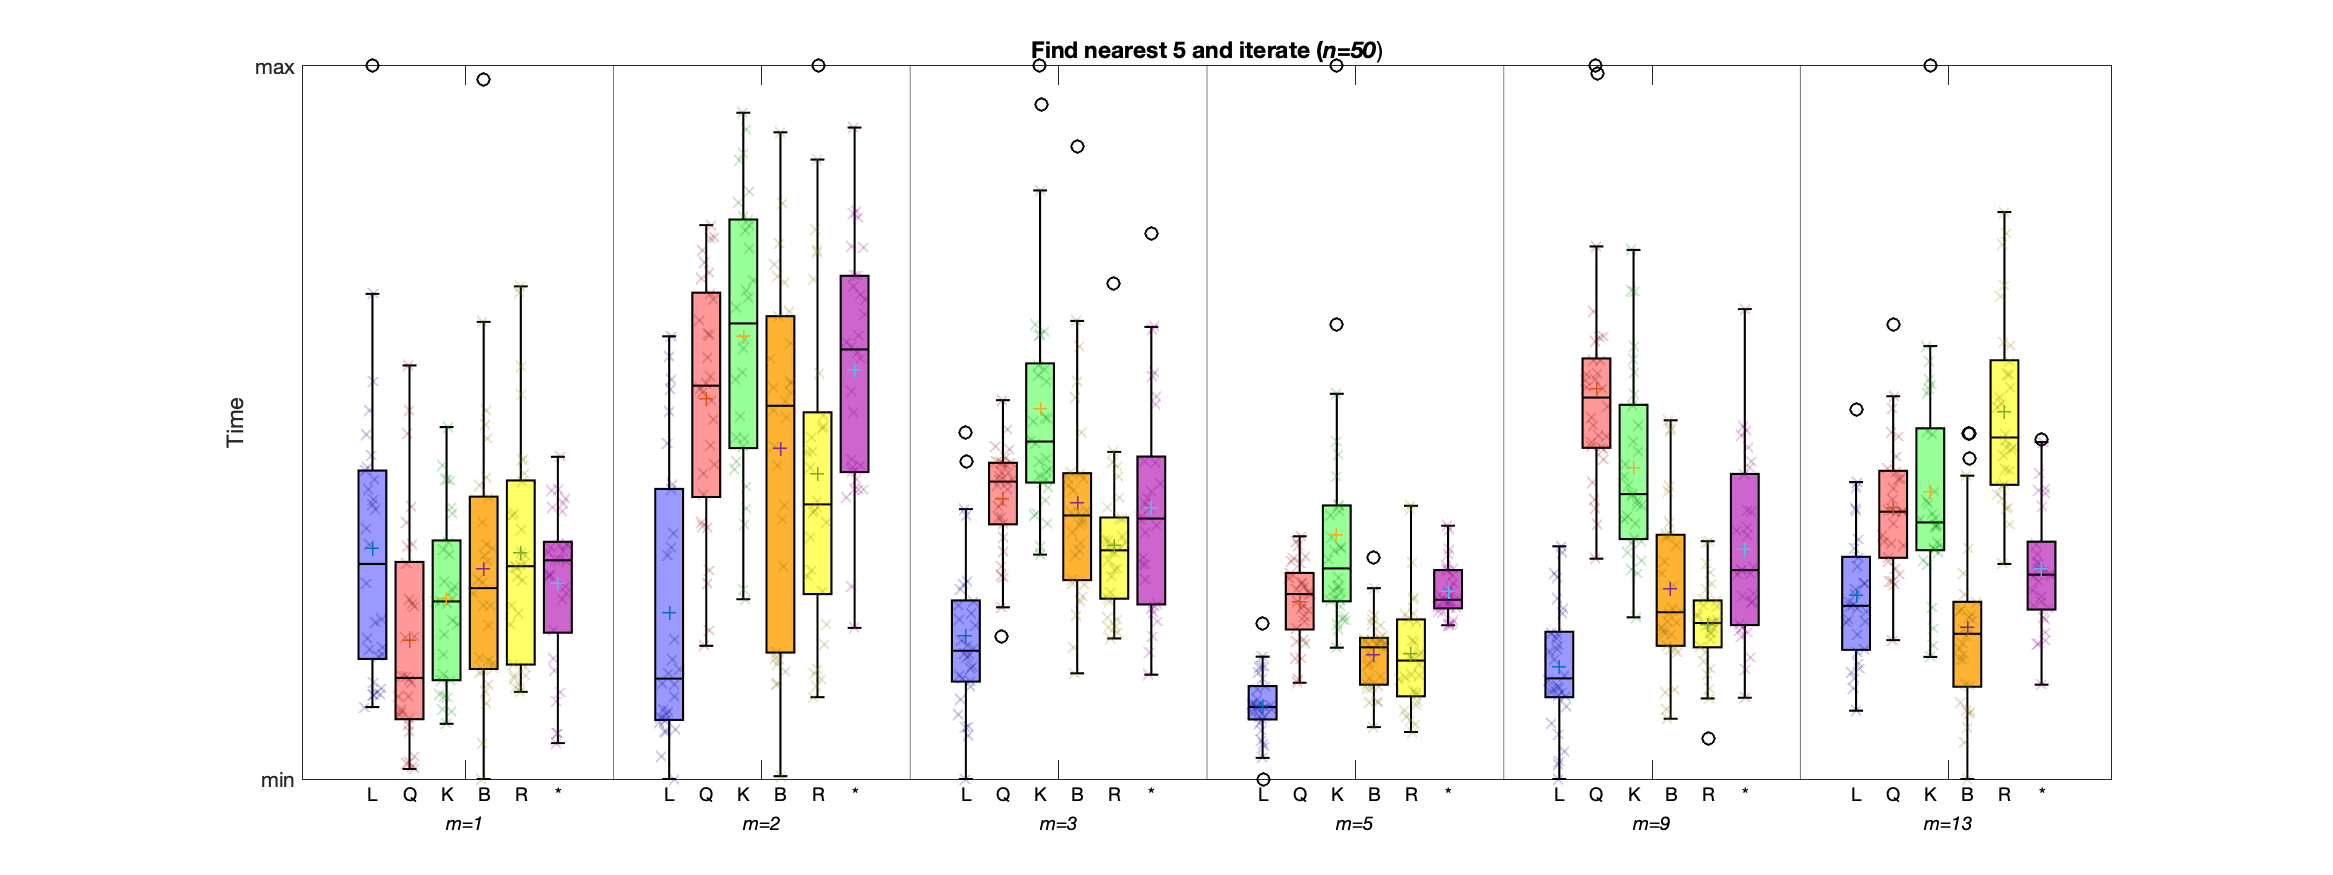 Find nearest 5 and iterate (n=50)
max
Time
min
L Q K B R * L Q K B R * L Q K B R * L Q K B R * L Q K B R * L Q K B R *
m=1 m=2 m=3 m=5 m=9 m=13